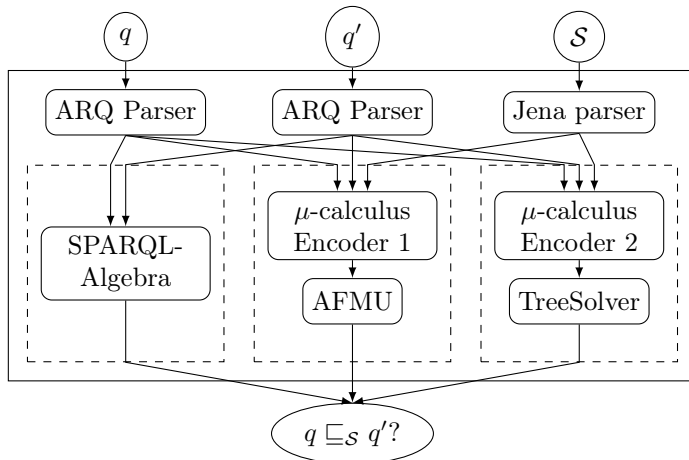 q
q′
𝒮
ARQ Parser
ARQ Parser
Jena parser
SPARQL-
Algebra
μ-calculus
Encoder 1
μ-calculus
Encoder 2
AFMU
TreeSolver
q ⊑𝒮 q′?